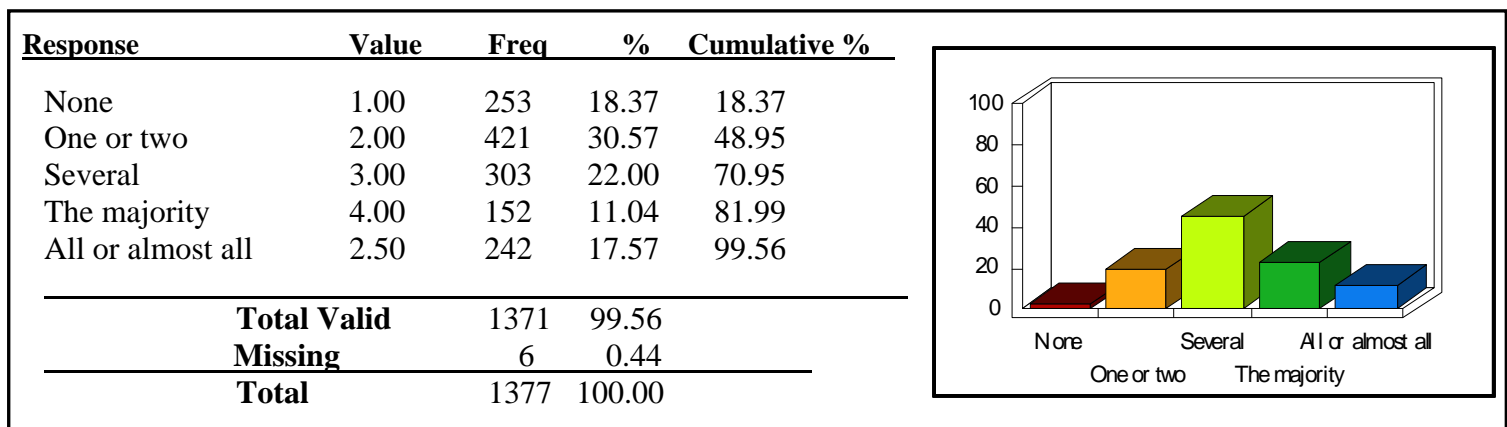 Response Value Freq % Cumulative %
None 1.00 253 18.37 18.37
One or two 2.00 421 30.57 48.95
Several 3.00 303 22.00 70.95
The majority 4.00 152 11.04 81.99
All or almost all 2.50 242 17.57 99.56
Total Valid 1371 99.56
Missing 6 0.44
Total 1377 100.00
100
80
60
40
20
0
None Several All or almost all
One or two The majority